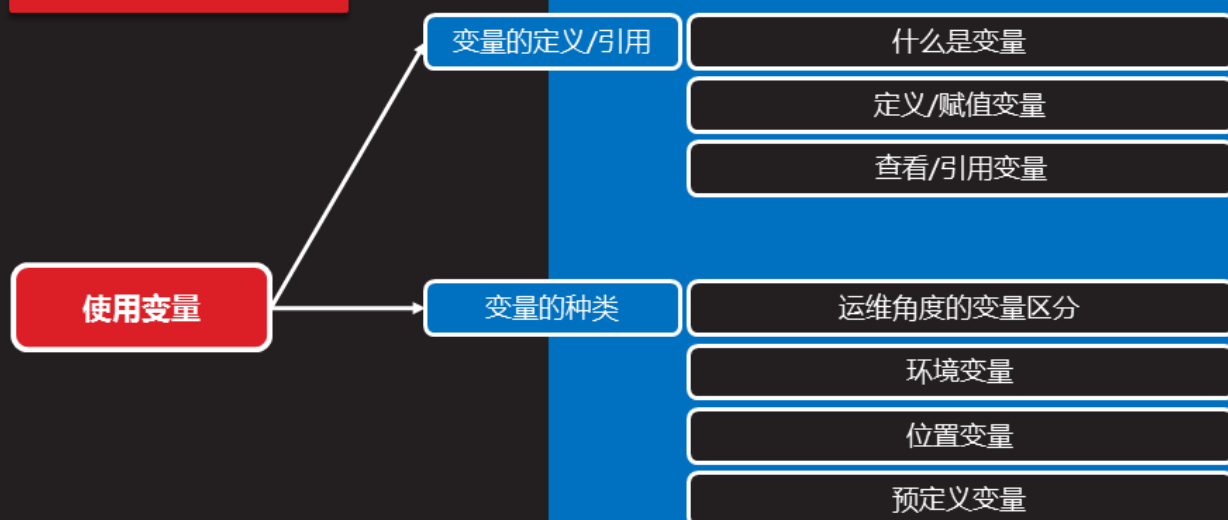 变量的定义/引用
什么是变量
定义/赋值变量
查看/引用变量
使用变量
变量的种类
运维角度的变量区分
环境变量
位置变量
预定义变量